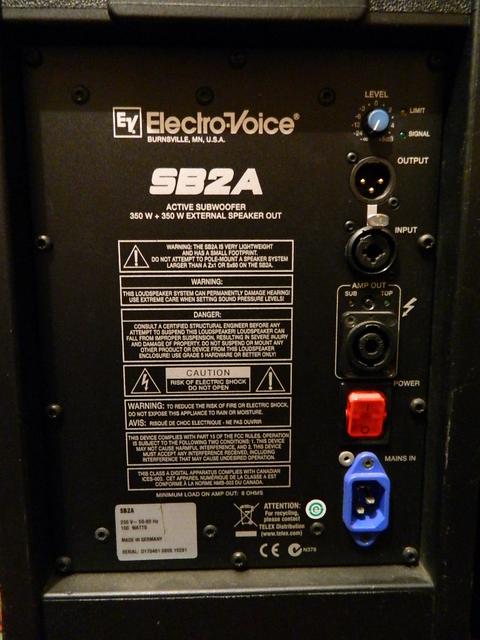 EV Electro-Voice®
BURNSVILLE, MN, U.S.A.
SB2A
ACTIVE SUBWOOFER
350 W + 350 W EXTERNAL SPEAKER OUT
WARNING: THE SB2A IS VERY LIGHTWEIGHT
AND HAS A SMALL FOOTPRINT.
DO NOT ATTEMPT TO POLE-MOUNT A SPEAKER SYSTEM
LARGER THAN A Zx1 OR Sx80 ON THE SB2A.
WARNING:
THIS LOUDSPEAKER SYSTEM CAN PERMANENTLY DAMAGE HEARING!
USE EXTREME CARE WHEN SETTING SOUND PRESSURE LEVELS!
DANGER:
CONSULT A CERTIFIED STRUCTURAL ENGINEER BEFORE ANY
ATTEMPT TO SUSPEND THIS LOUDSPEAKER! LOUDSPEAKER CAN
FALL FROM IMPROPER SUSPENSION, RESULTING IN SEVERE INJURY
AND DAMAGE OF PROPERTY. DO NOT SUSPEND OR MOUNT ANY
OTHER PRODUCT OR DEVICE FROM THIS LOUDSPEAKER
ENCLOSURE! USE GRADE 5 HARDWARE OR BETTER ONLY!
CAUTION
RISK OF ELECTRIC SHOCK
DO NOT OPEN
WARNING: TO REDUCE THE RISK OF FIRE OR ELECTRIC SHOCK,
DO NOT EXPOSE THIS APPLIANCE TO RAIN OR MOISTURE.
AVIS: RISQUE DE CHOC ELECTRIQUE - NE PAS OUVRIR
THIS DEVICE COMPLIES WITH PART 15 OF THE FCC RULES. OPERATION
IS SUBJECT TO THE FOLLOWING TWO CONDITIONS: 1. THIS DEVICE
MAY NOT CAUSE HARMFUL INTERFERENCE, AND, 2. THIS DEVICE
MUST ACCEPT ANY INTERFERENCE RECEIVED, INCLUDING
INTERFERENCE THAT MAY CAUSE UNDESIRED OPERATION.
THIS CLASS A DIGITAL APPARATUS COMPLIES WITH CANADIAN
ICES-003. CET APPAREIL NUMÉRIQUE DE LA CLASSE A EST
CONFORME À LA NORME NMB-003 DU CANADA.
MINIMUM LOAD ON AMP OUT: 8 OHMS
SB2A
MADE IN GERMANY
ATTENTION:
For recycling,
please contact
TELEX Distribution
(www.telex.com)
CE
N378
LEVEL
LIMIT
SIGNAL
OUTPUT
INPUT
AMP OUT
SUB TOP
POWER
MAINS IN